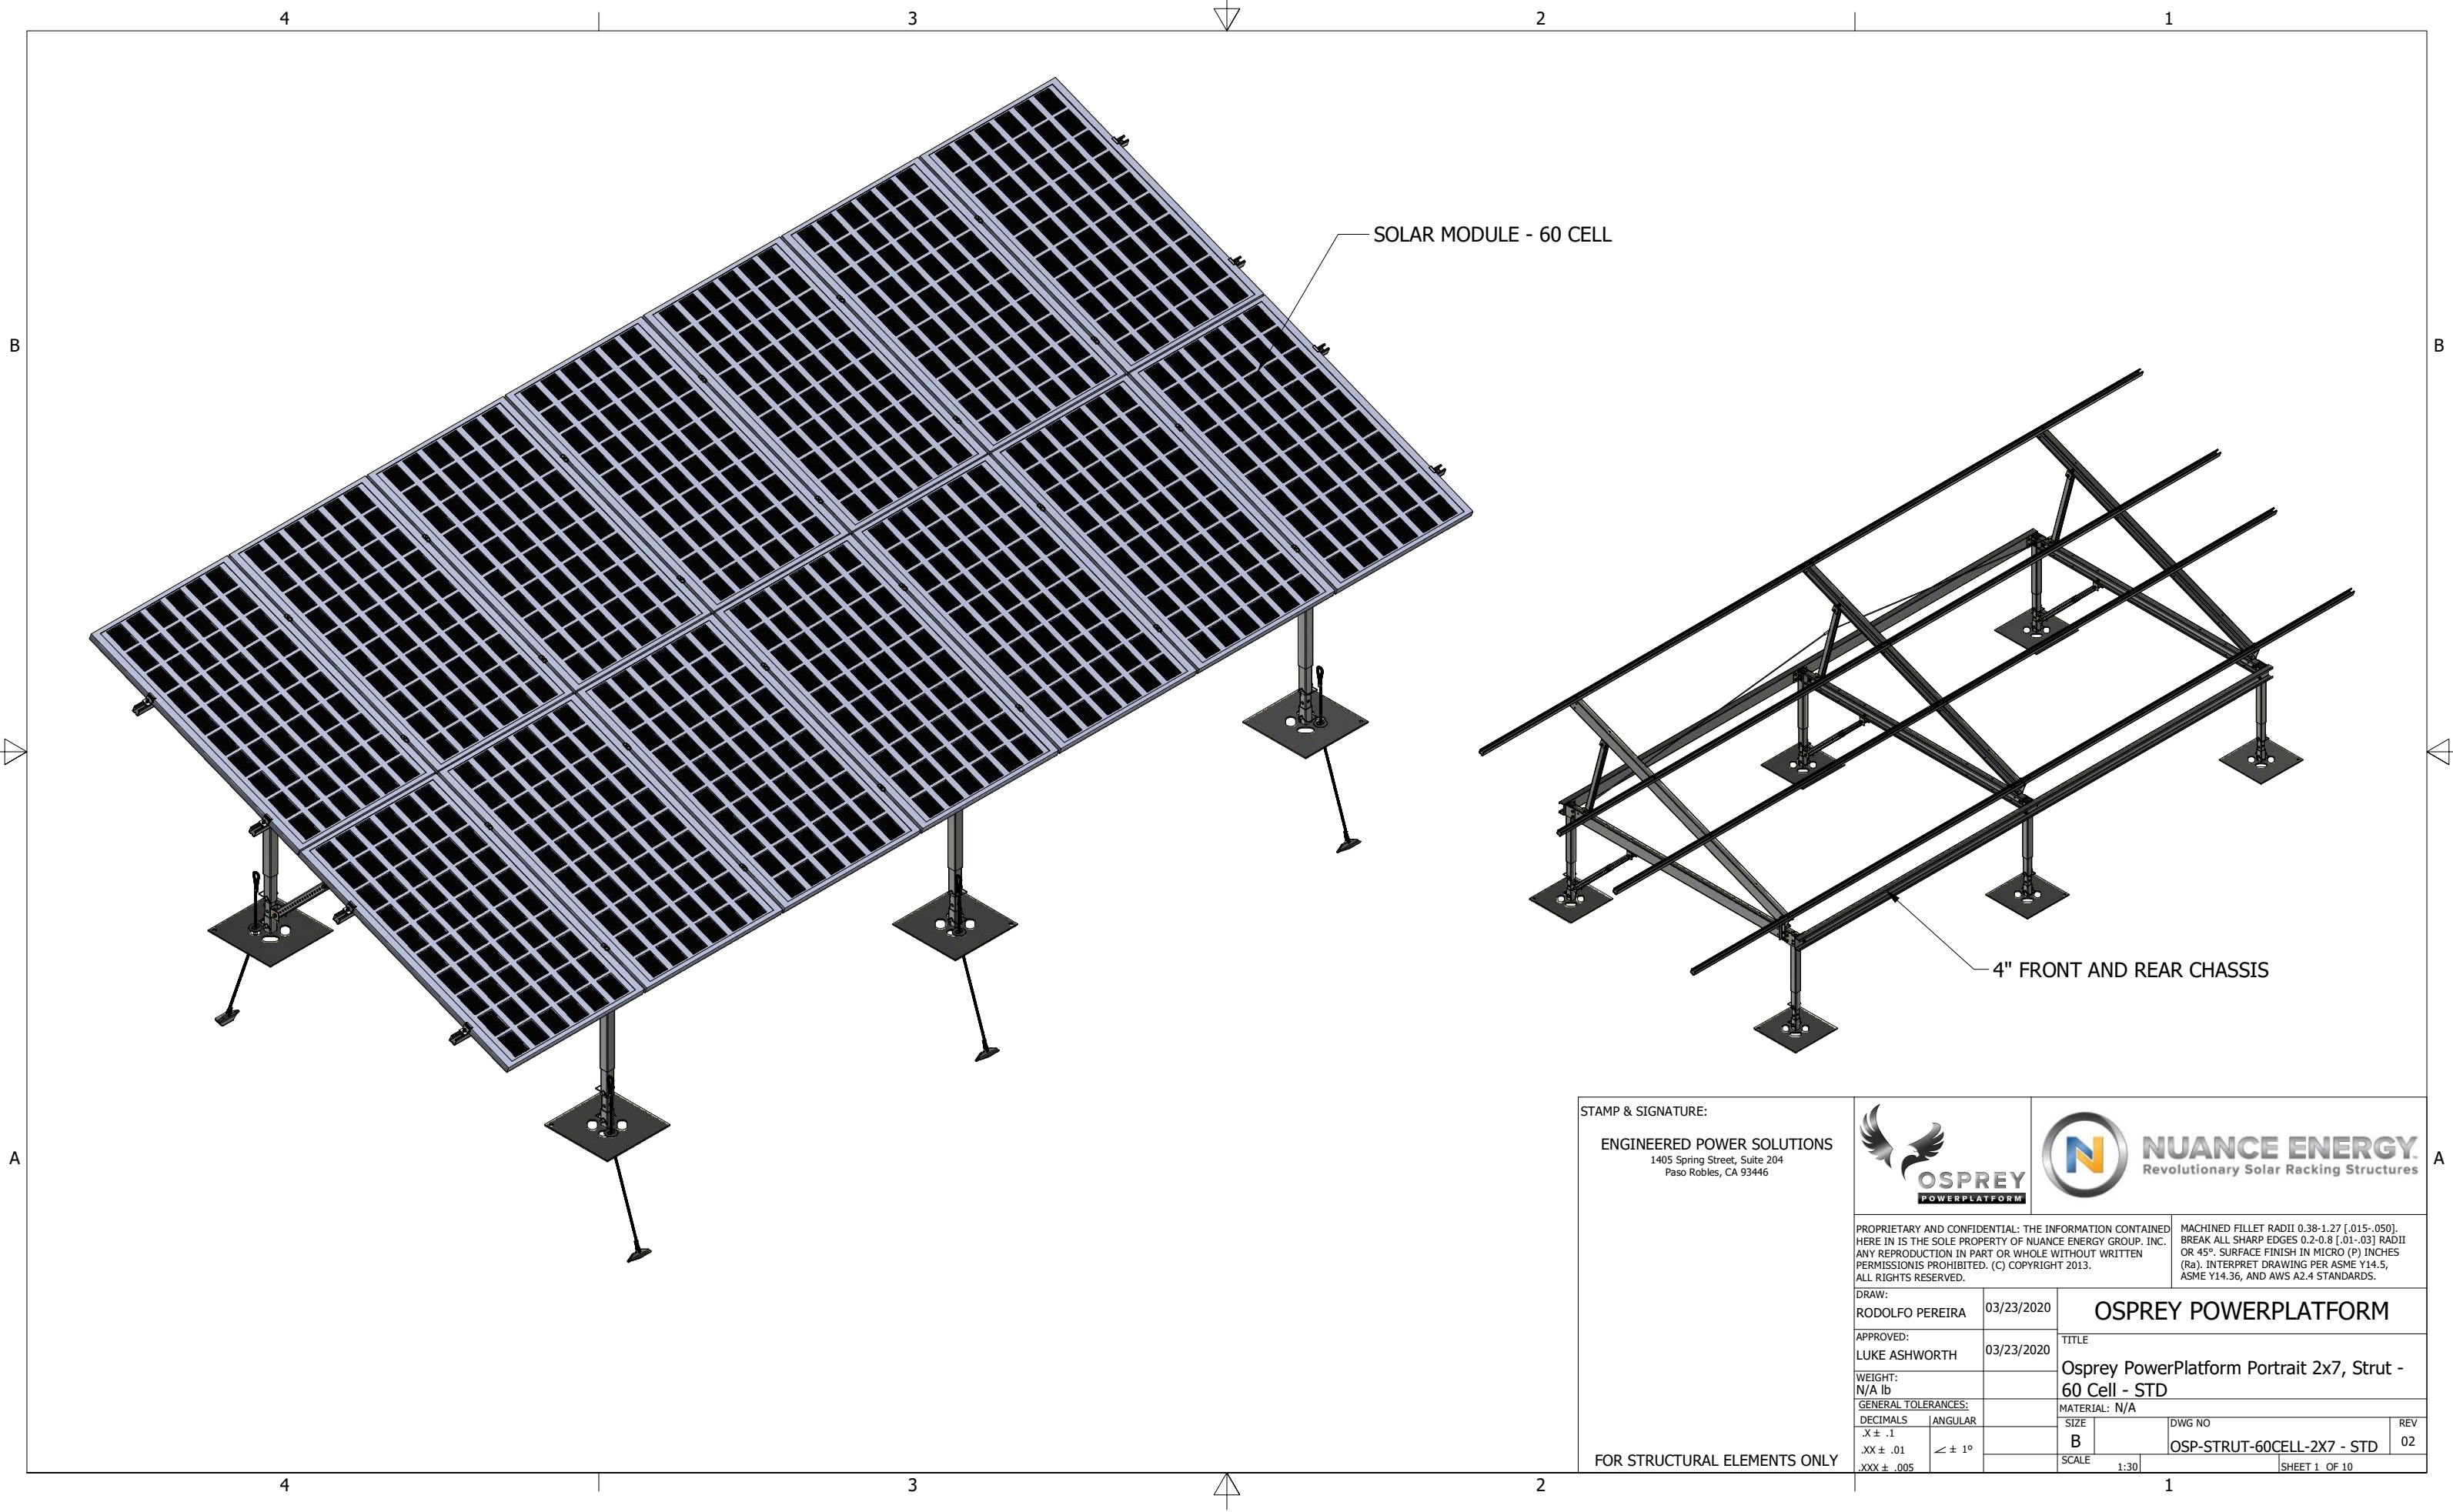 4
3
2
1
B
B
SOLAR MODULE - 60 CELL
4" FRONT AND REAR CHASSIS
A
A
STAMP & SIGNATURE:
ENGINEERED POWER SOLUTIONS
1405 Spring Street, Suite 204
Paso Robles, CA 93446
FOR STRUCTURAL ELEMENTS ONLY
OSPREY
POWERPLATFORM
N
NUANCE ENERGY
Revolutionary Solar Racking Structures
PROPRIETARY AND CONFIDENTIAL: THE INFORMATION CONTAINED
HERE IN IS THE SOLE PROPERTY OF NUANCE ENERGY GROUP. INC.
ANY REPRODUCTION IN PART OR WHOLE WITHOUT WRITTEN
PERMISSIONIS PROHIBITED. (C) COPYRIGHT 2013.
ALL RIGHTS RESERVED.
MACHINED FILLET RADII 0.38-1.27 [.015-.050].
BREAK ALL SHARP EDGES 0.2-0.8 [.01-.03] RADII
OR 45°. SURFACE FINISH IN MICRO (P) INCHES
(Ra). INTERPRET DRAWING PER ASME Y14.5,
ASME Y14.36, AND AWS A2.4 STANDARDS.
DRAW:
RODOLFO PEREIRA
03/23/2020
APPROVED:
LUKE ASHWORTH
03/23/2020
WEIGHT:
N/A lb
GENERAL TOLERANCES:
DECIMALS
ANGULAR
.X ± .1
.XX ± .01
.XXX ± .005
∠ ± 1º
OSPREY POWERPLATFORM
TITLE
Osprey PowerPlatform Portrait 2x7, Strut -
60 Cell - STD
MATERIAL: N/A
SIZE
B
DWG NO
OSP-STRUT-60CELL-2X7 - STD
REV
02
SCALE
1:30
SHEET 1 OF 10
4
3
2
1